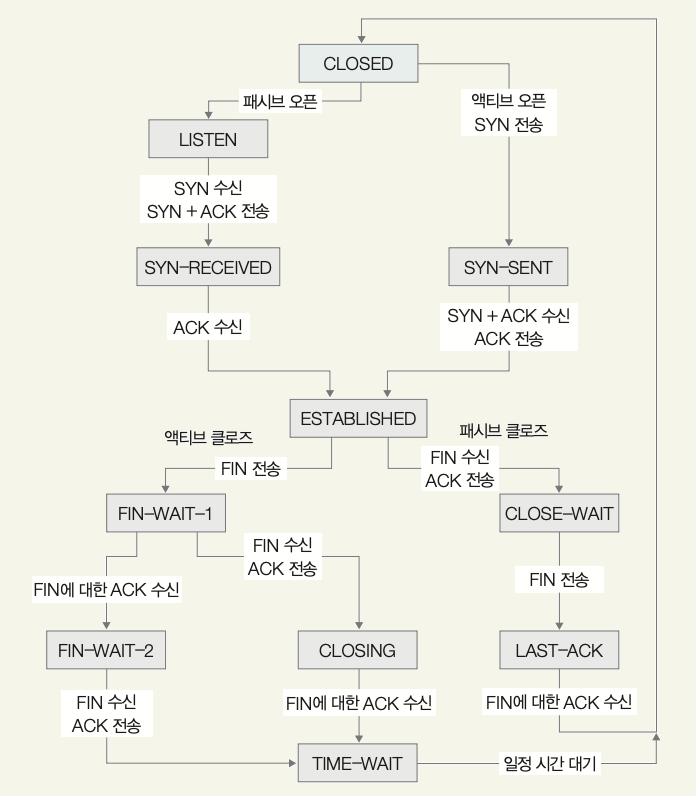 CLOSED
패시브 오픈
액티브 오픈
SYN 전송
LISTEN
SYN 수신
SYN + ACK 전송
SYN-RECEIVED
SYN-SENT
ACK 수신
SYN + ACK 수신
ACK 전송
ESTABLISHED
액티브 클로즈
패시브 클로즈
FIN 전송
FIN 수신
ACK 전송
FIN-WAIT-1
CLOSE-WAIT
FIN 수신
ACK 전송
FIN에 대한 ACK 수신
FIN 전송
FIN-WAIT-2
CLOSING
LAST-ACK
FIN 수신
ACK 전송
FIN에 대한 ACK 수신
FIN에 대한 ACK 수신
TIME-WAIT
일정 시간 대기